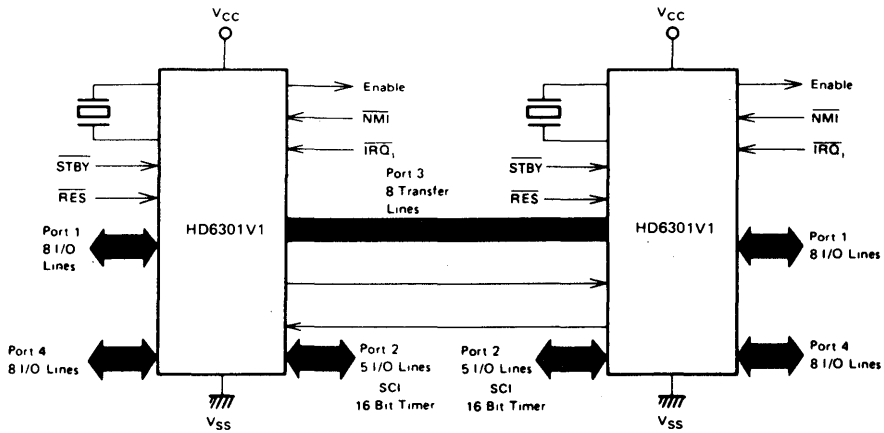 VCC
VCC
Enable
NMI
IRQ1
STBY
RES
Port 3
8 Transfer
Lines
HD6301V1
Port 1
8 I/O
Lines
Port 4
8 I/O Lines
Port 2
5 I/O Lines
SCI
16 Bit Timer
VSS
Enable
NMI
IRQ1
STBY
RES
HD6301V1
Port 1
8 I/O Lines
Port 4
8 I/O Lines
Port 2
5 I/O Lines
SCI
16 Bit Timer
VSS